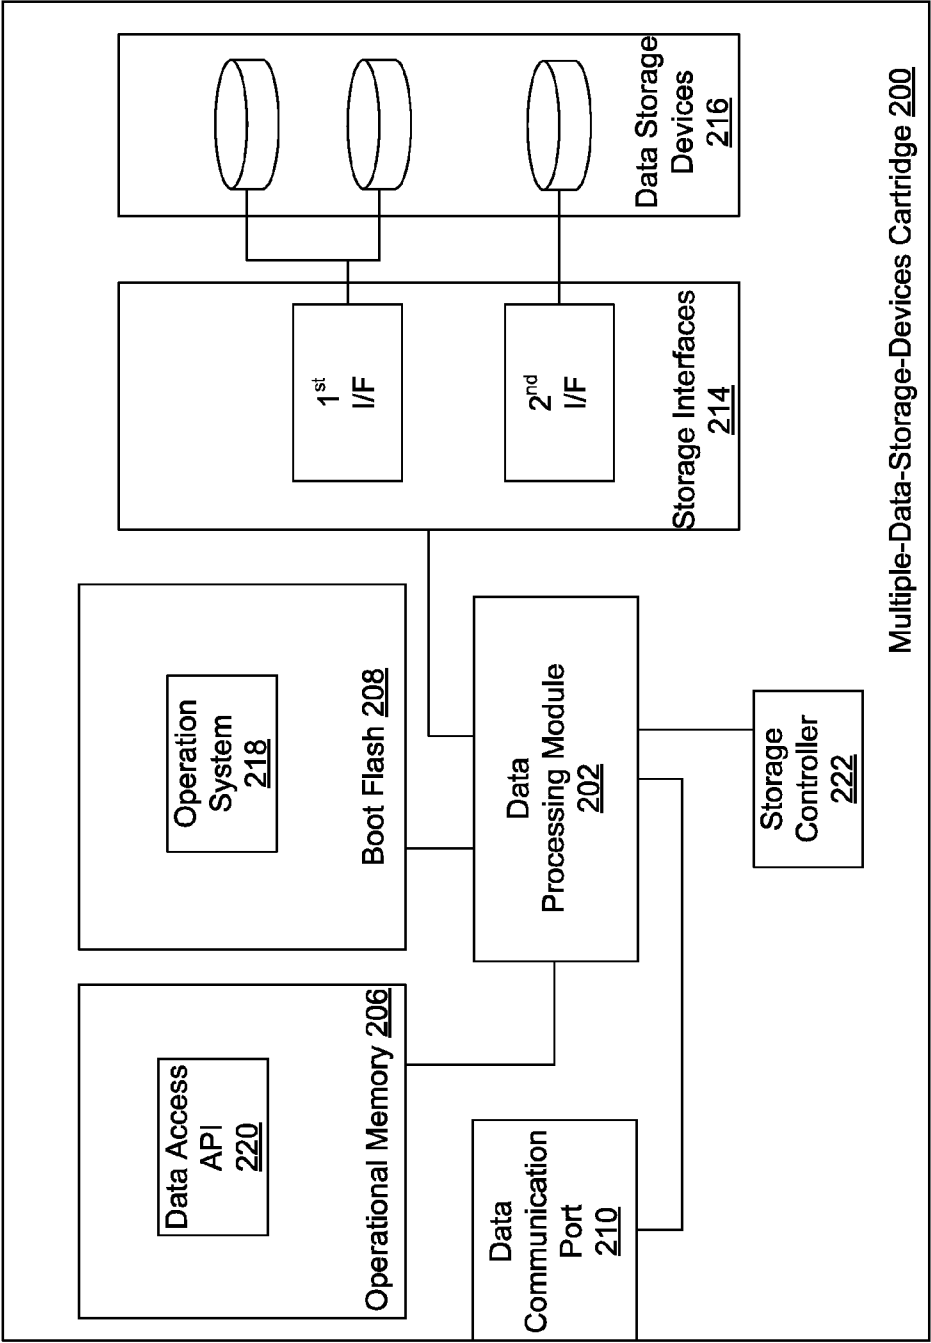 Data Access
API
220
Operational Memory 206
Operation
System
218
Boot Flash 208
1st
I/F
2nd
I/F
Storage Interfaces
214
Data Storage
Devices
216
Data
Communication
Port
210
Data
Processing Module
202
Storage
Controller
222
Multiple-Data-Storage-Devices Cartridge 200